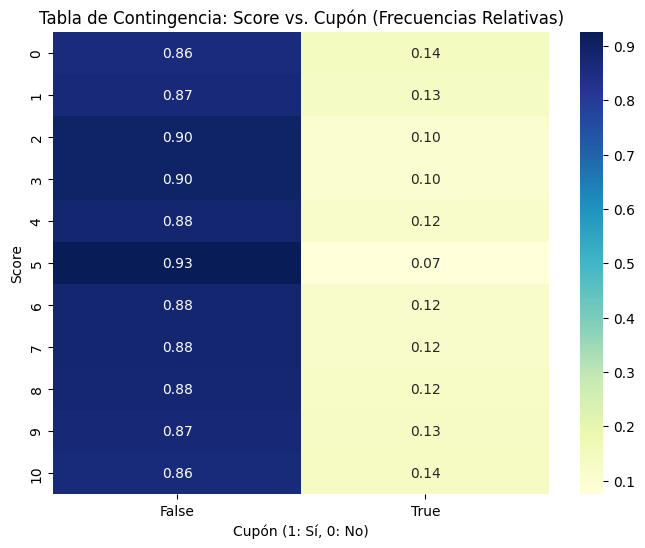 Tabla de Contingencia: Score vs. Cupón (Frecuencias Relativas)
Score
0 0.86 0.14
1 0.87 0.13
2 0.90 0.10
3 0.90 0.10
4 0.88 0.12
5 0.93 0.07
6 0.88 0.12
7 0.88 0.12
8 0.88 0.12
9 0.87 0.13
10 0.86 0.14
False True
Cupón (1: Sí, 0: No)
0.9
0.8
0.7
0.6
0.5
0.4
0.3
0.2
0.1